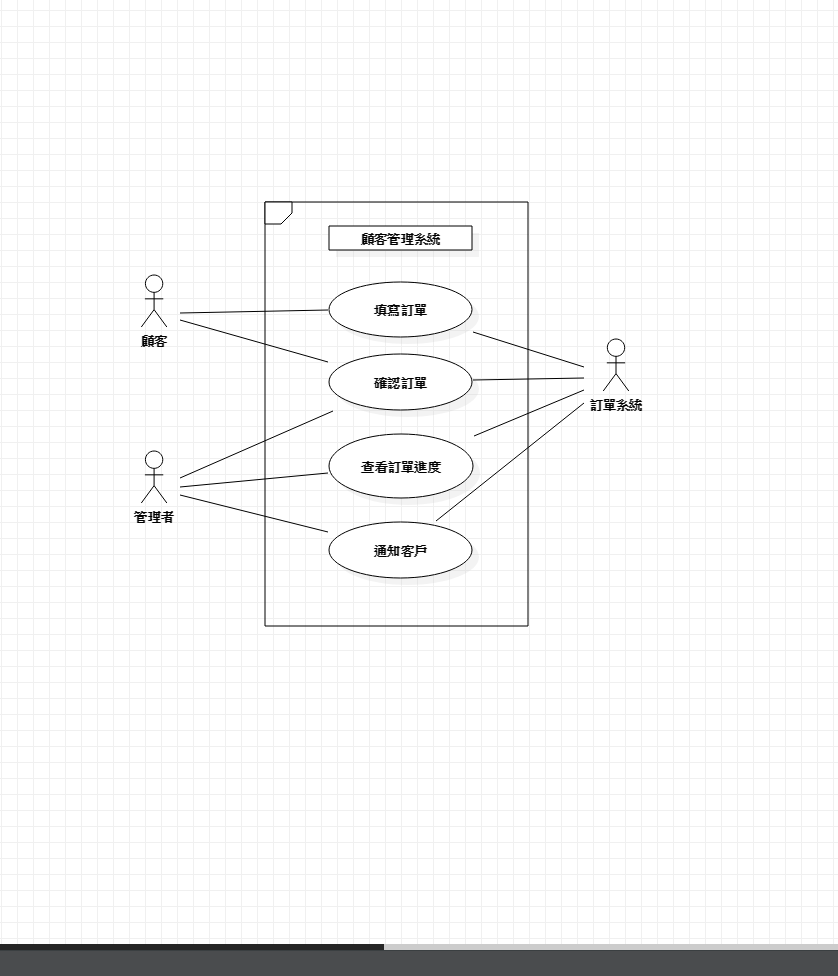 顧客管理系統
填寫訂單
顧客
確認訂單
訂單系統
查看訂單進度
管理者
通知客戶